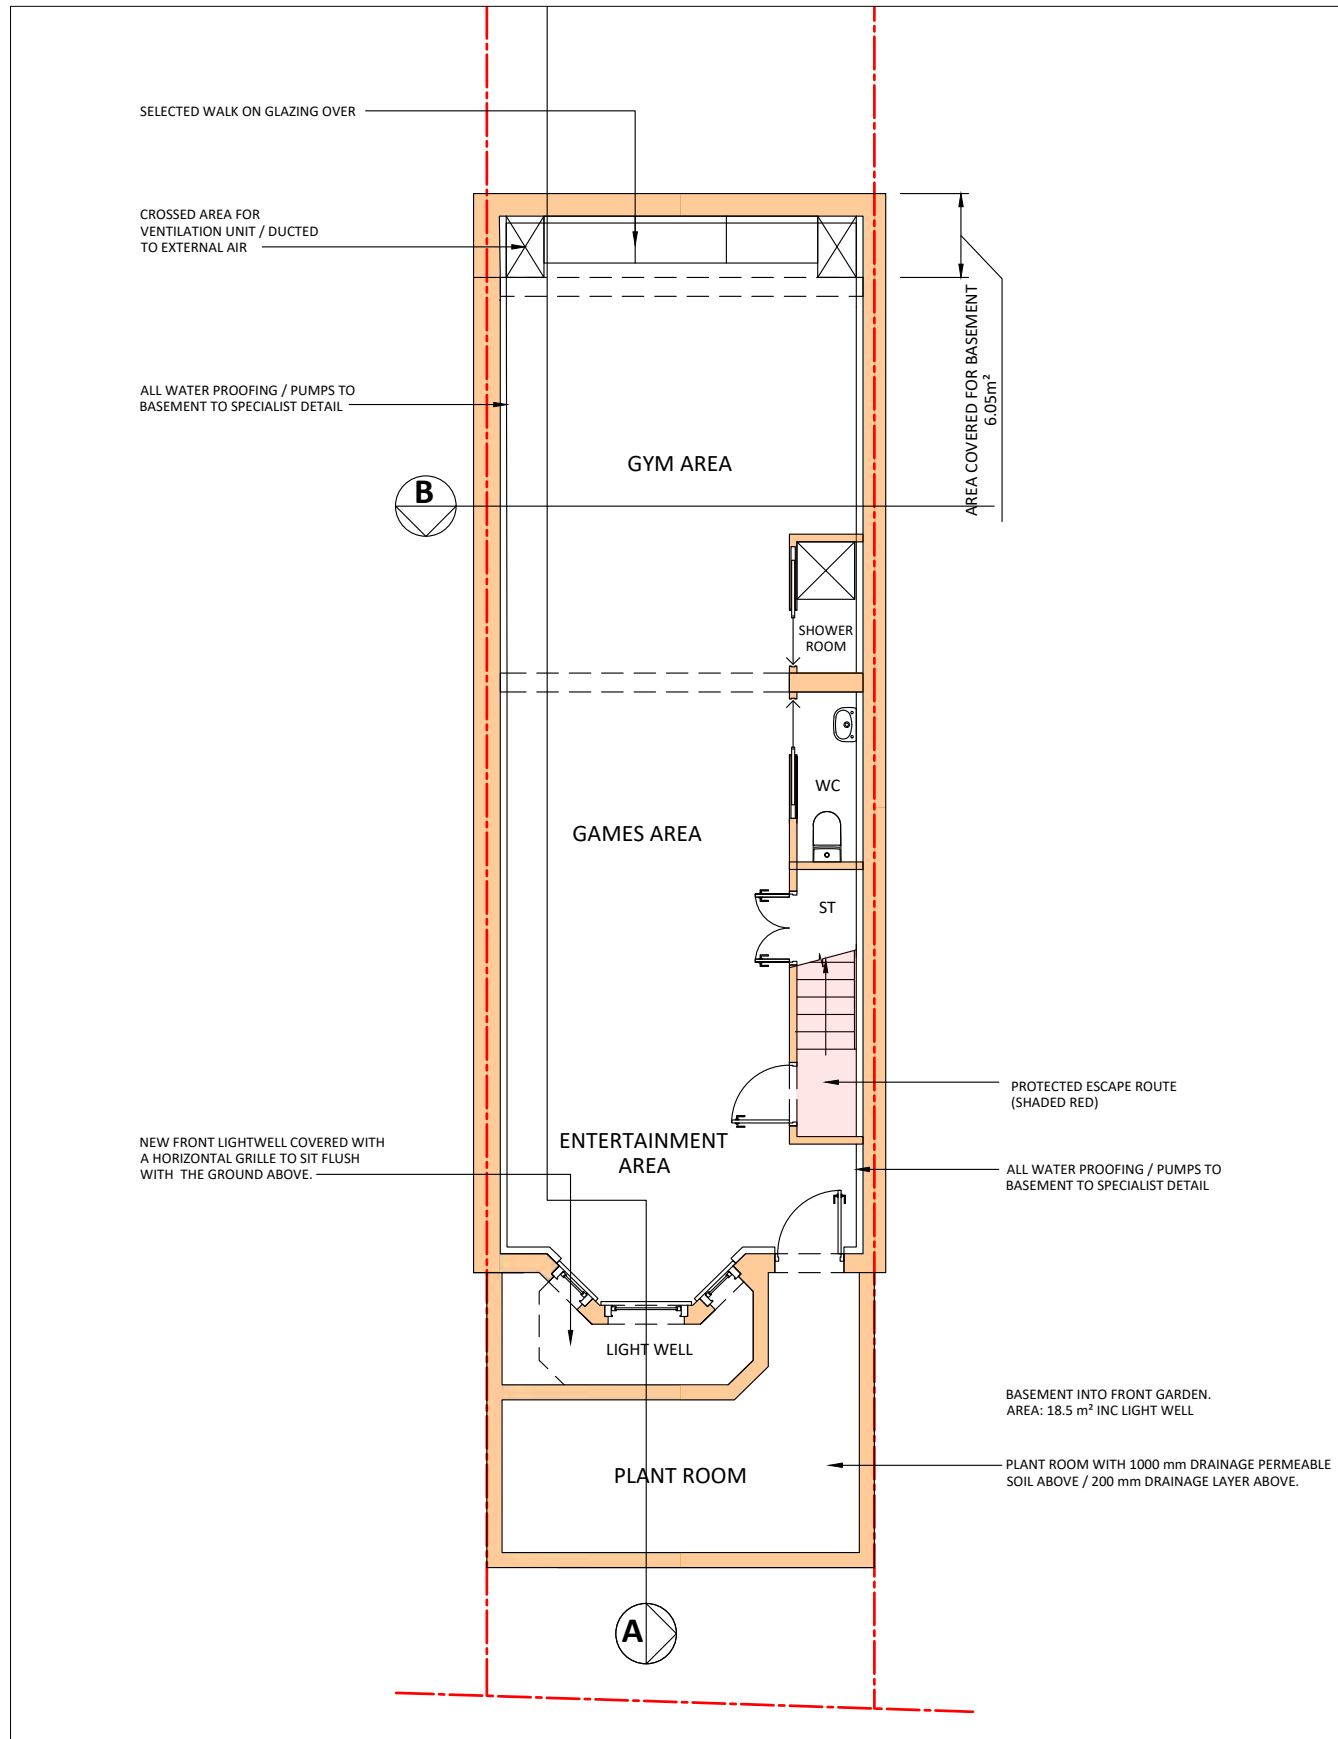 SELECTED WALK ON GLAZING OVER
CROSSED AREA FOR
VENTILATION UNIT / DUCTED
TO EXTERNAL AIR
AREA COVERED FOR BASEMENT
6.05m²
ALL WATER PROOFING / PUMPS TO
BASEMENT TO SPECIALIST DETAIL
GYM AREA
B
SHOWER
ROOM
WC
GAMES AREA
ST
PROTECTED ESCAPE ROUTE
(SHADED RED)
NEW FRONT LIGHTWELL COVERED WITH
A HORIZONTAL GRILLE TO SIT FLUSH
WITH THE GROUND ABOVE.
ENTERTAINMENT
AREA
ALL WATER PROOFING / PUMPS TO
BASEMENT TO SPECIALIST DETAIL
LIGHT WELL
BASEMENT INTO FRONT GARDEN.
AREA: 18.5 m² INC LIGHT WELL
PLANT ROOM
PLANT ROOM WITH 1000 mm DRAINAGE PERMEABLE
SOIL ABOVE / 200 mm DRAINAGE LAYER ABOVE.
A